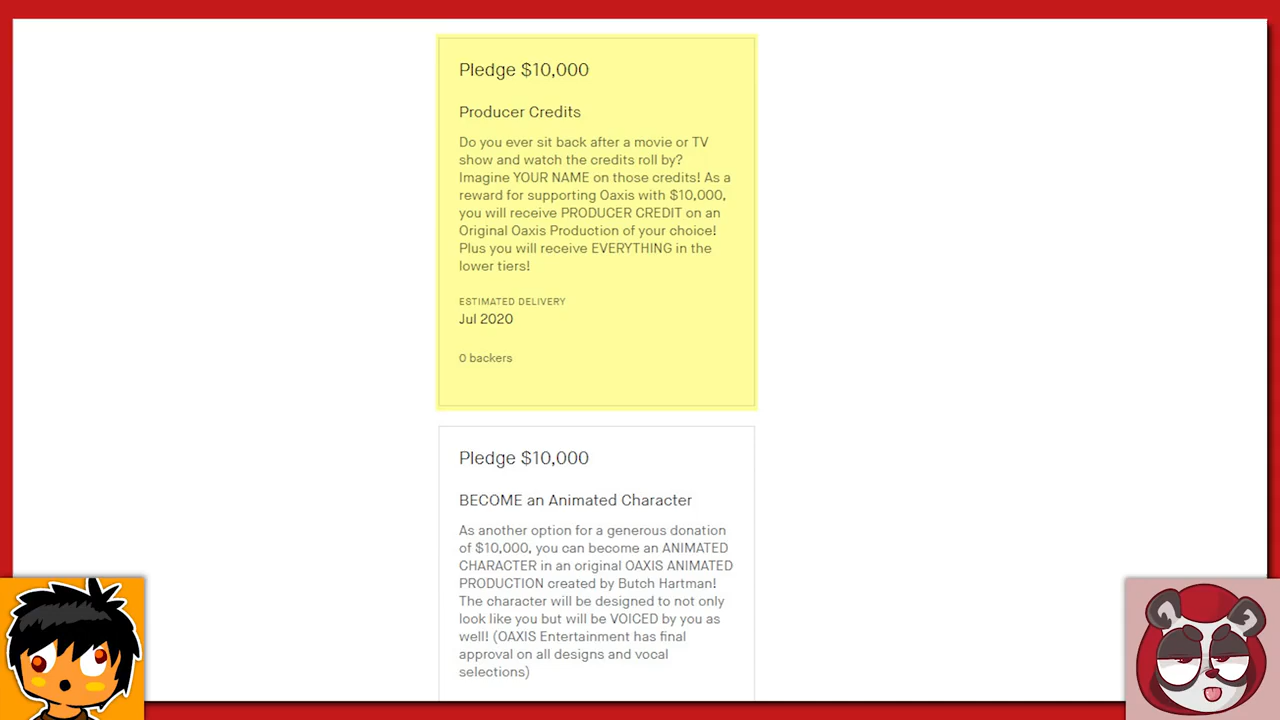 Pledge $10,000
Producer Credits
Do you ever sit back after a movie or TV
show and watch the credits roll by?
Imagine YOUR NAME on those credits! As a
reward for supporting Oaxis with $10,000,
you will receive PRODUCER CREDIT on an
Original Oaxis Production of your choice!
Plus you will receive EVERYTHING in the
lower tiers!
ESTIMATED DELIVERY
Jul 2020
0 backers
Pledge $10,000
BECOME an Animated Character
As another option for a generous donation
of $10,000, you can become an ANIMATED
CHARACTER in an original OAXIS ANIMATED
PRODUCTION created by Butch Hartman!
The character will be designed to not only
look like you but will be VOICED by you as
well! (OAXIS Entertainment has final
approval on all designs and vocal
selections)